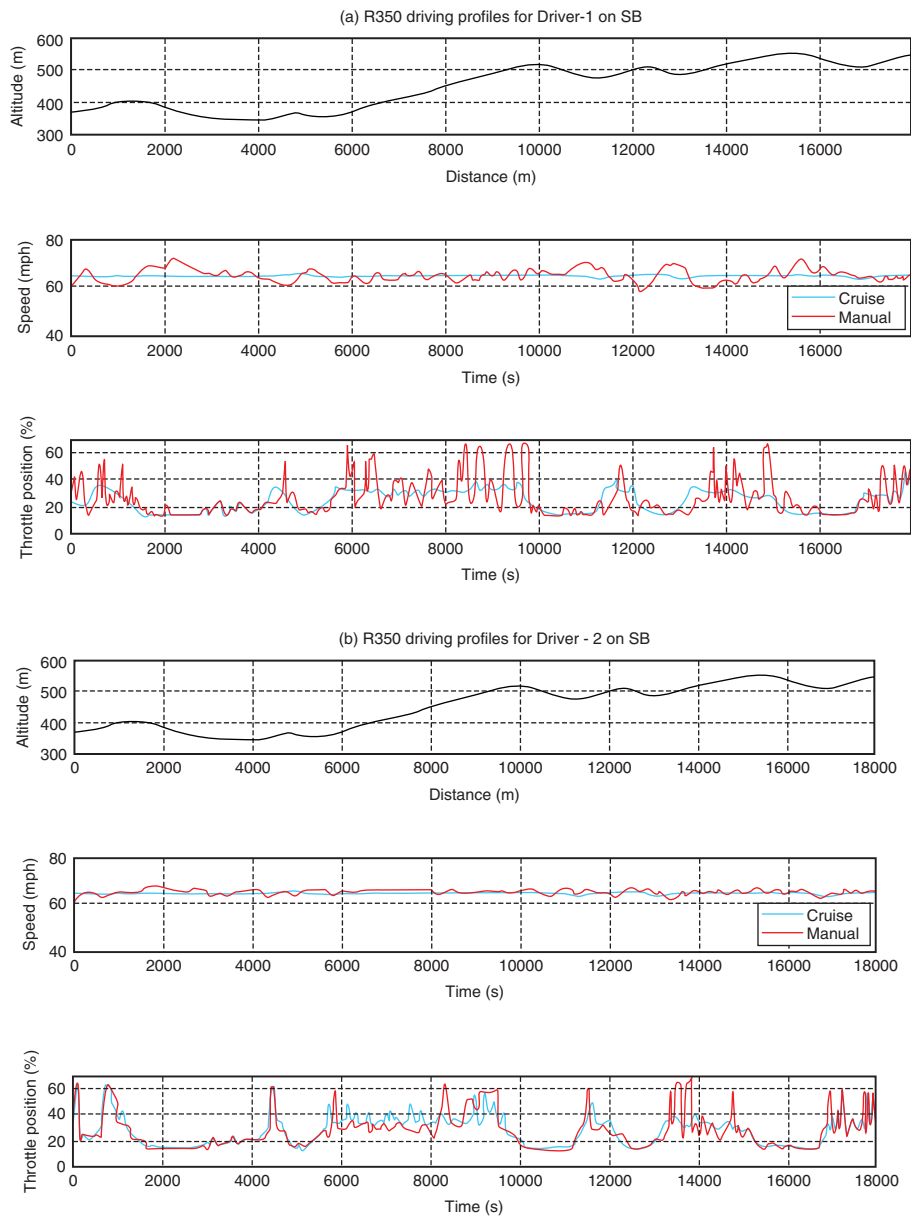 (a) R350 driving profiles for Driver-1 on SB
Altitude (m)
600
500
400
300
0 2000 4000 6000 8000 10000 12000 14000 16000
Distance (m)
Speed (mph)
80
60
40
Cruise
Manual
0 2000 4000 6000 8000 10000 12000 14000 16000
Time (s)
Throttle position (%)
60
40
20
0
0 2000 4000 6000 8000 10000 12000 14000 16000
Time (s)
(b) R350 driving profiles for Driver - 2 on SB
Altitude (m)
600
500
400
300
0 2000 4000 6000 8000 10000 12000 14000 16000 18000
Distance (m)
Speed (mph)
80
60
40
Cruise
Manual
0 2000 4000 6000 8000 10000 12000 14000 16000 18000
Time (s)
Throttle position (%)
60
40
20
0
0 2000 4000 6000 8000 10000 12000 14000 16000 18000
Time (s)